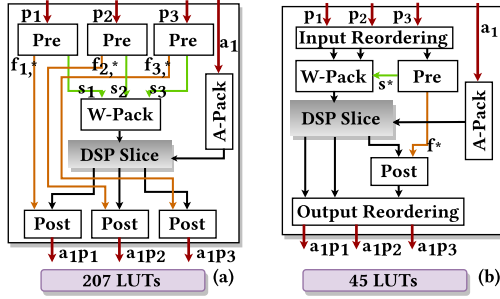 p1 p2 p3
Pre Pre Pre
a1
f1,* f2,* f3,*
s1 s2 s3
W-Pack
A-Pack
DSP Slice
Post Post Post
a1p1 a1p2 a1p3
207 LUTs (a)
p1 p2 p3
Input Reordering
a1
W-Pack Pre
s*
DSP Slice
A-Pack
f*
Post
Output Reordering
a1p1 a1p2 a1p3
45 LUTs (b)